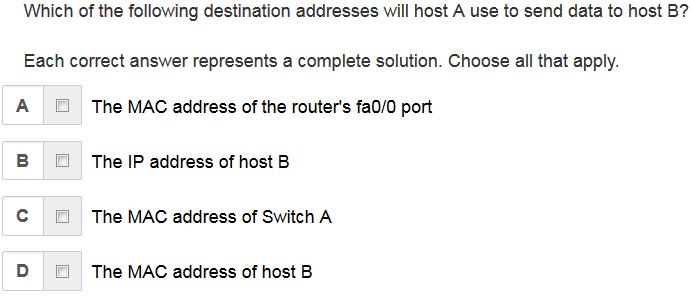 Which of the following destination addresses will host A use to send data to host B?
Each correct answer represents a complete solution. Choose all that apply.
A The MAC address of the router's fa0/0 port
B The IP address of host B
C The MAC address of Switch A
D The MAC address of host B